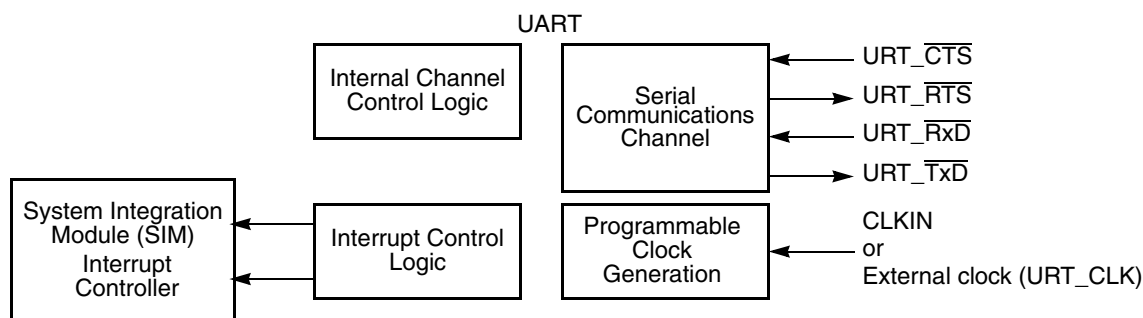 UART
Internal Channel
Control Logic
Serial
Communications
Channel
URT_CTS
URT_RTS
URT_RxD
URT_TxD
System Integration
Module (SIM)
Interrupt
Controller
Interrupt Control
Logic
Programmable
Clock
Generation
CLKIN
or
External clock (URT_CLK)